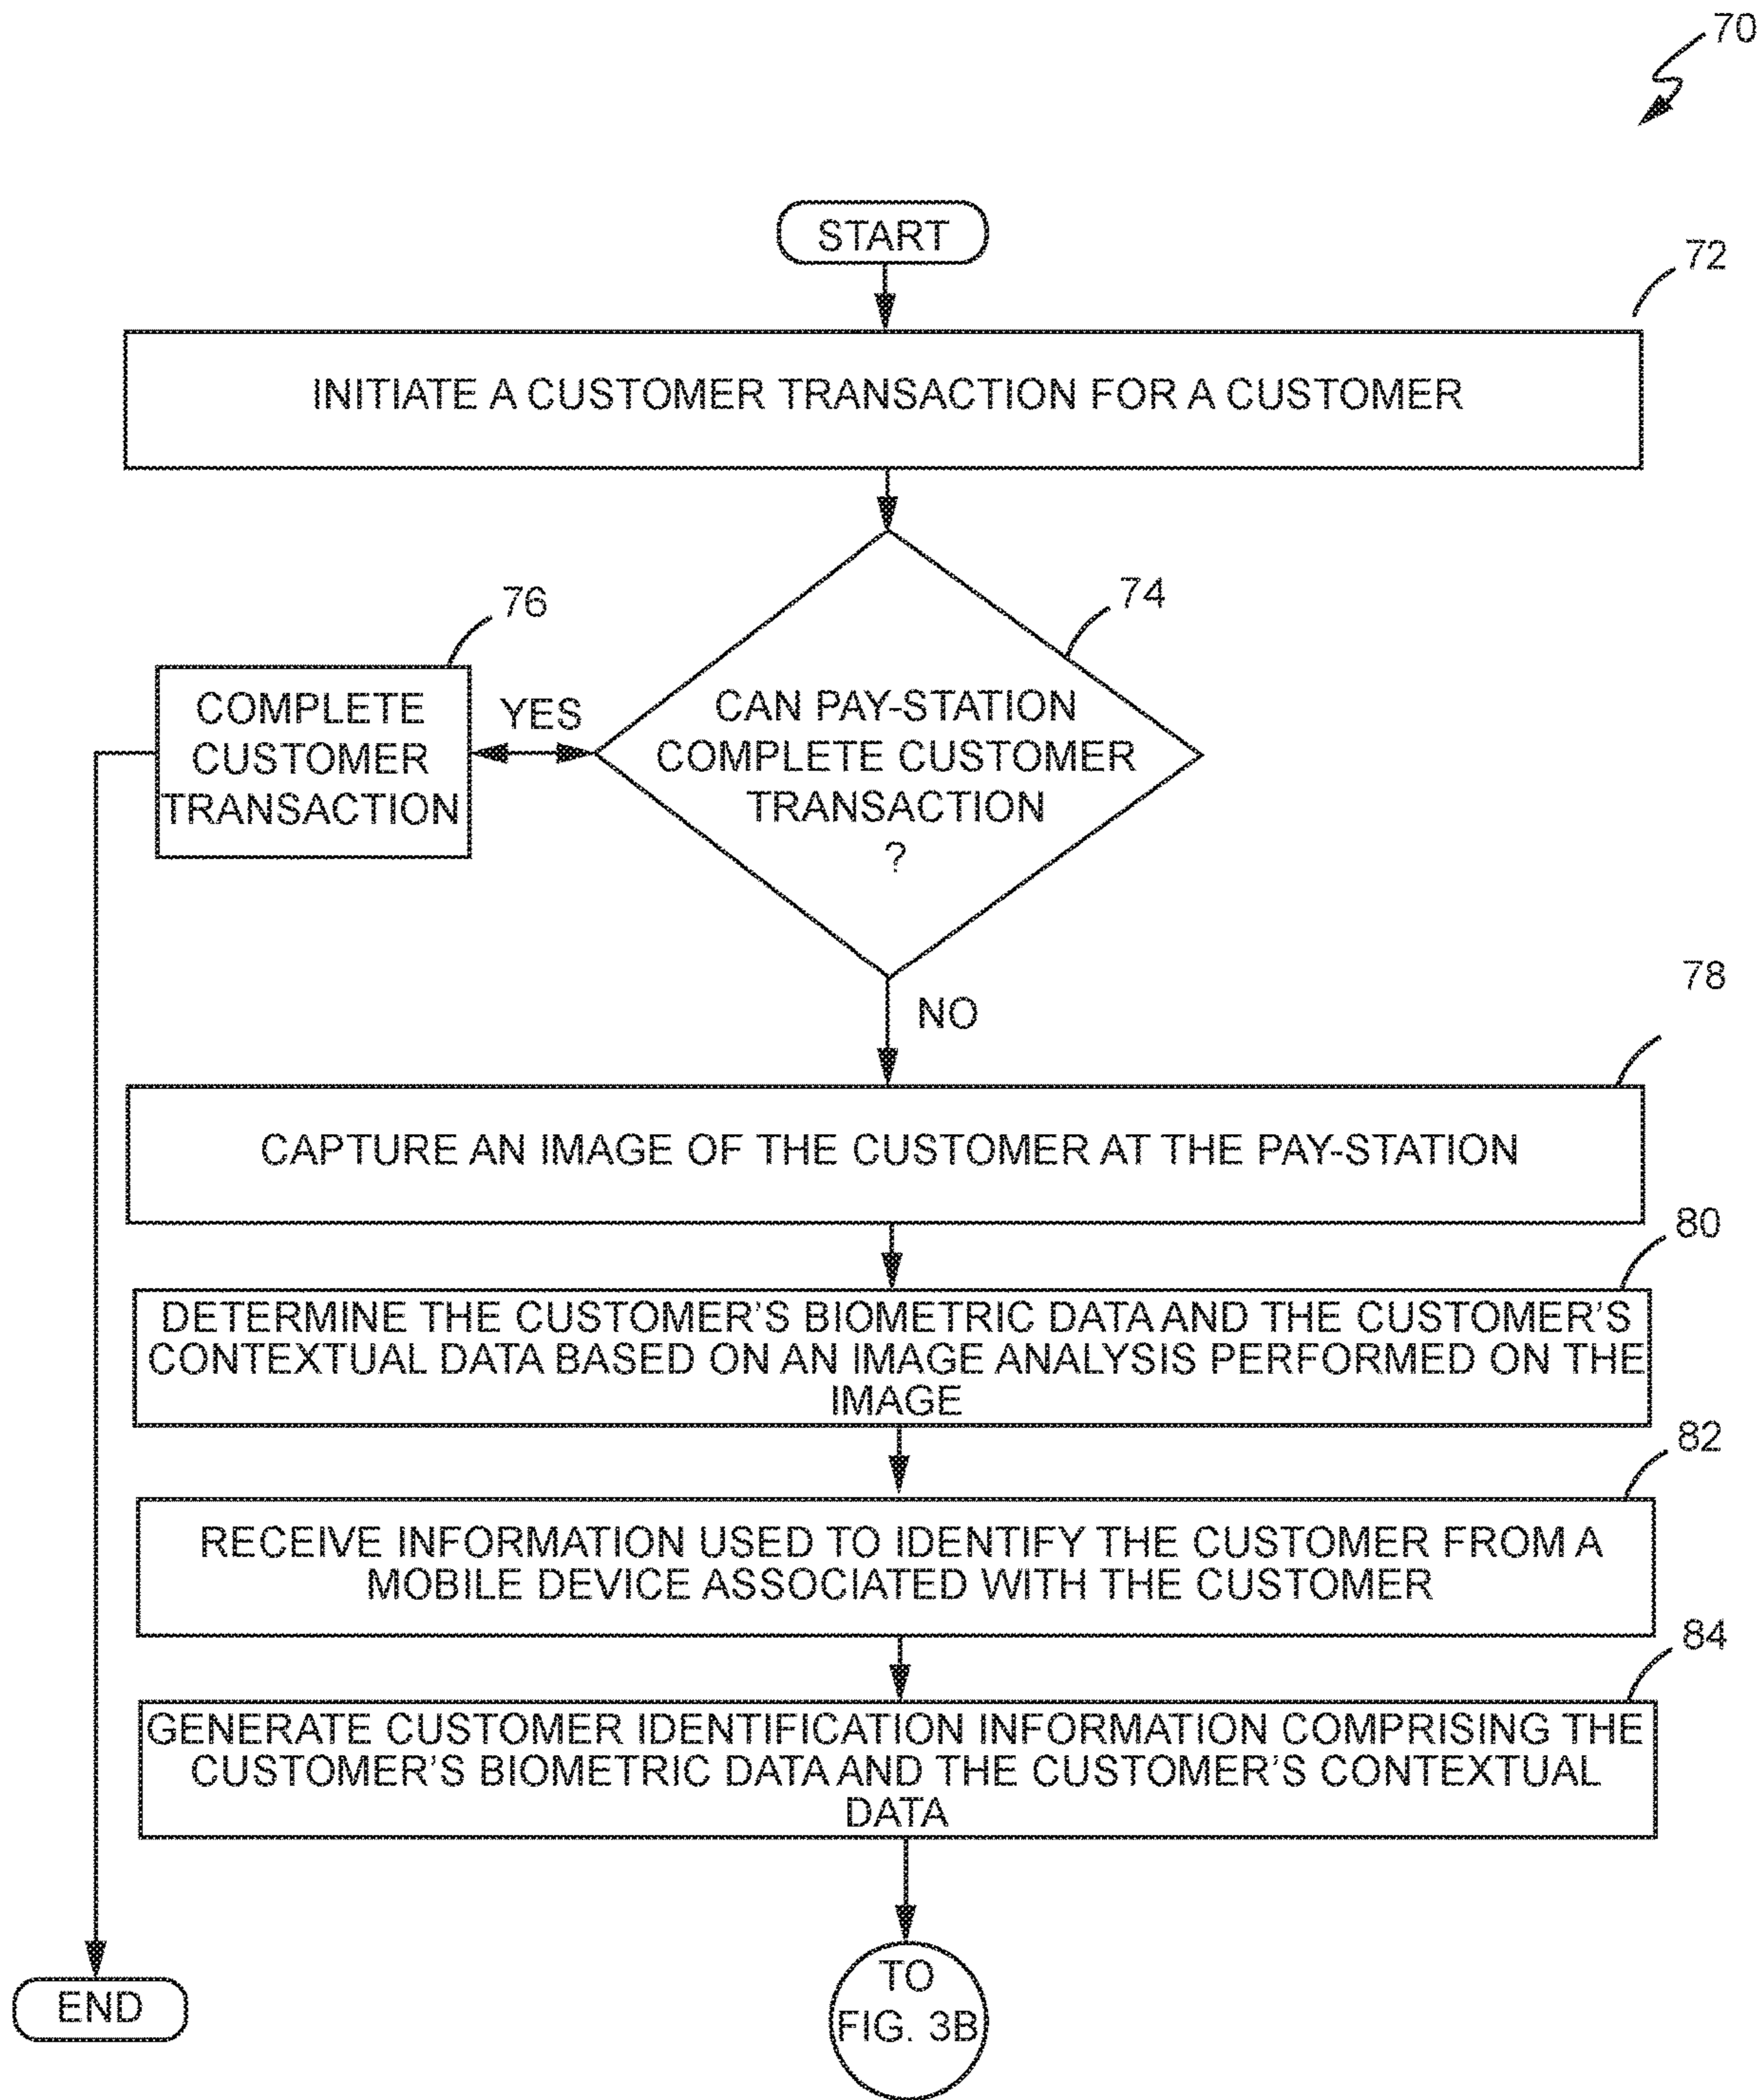 70
START
72
INITIATE A CUSTOMER TRANSACTION FOR A CUSTOMER
74
76
COMPLETE
CUSTOMER
TRANSACTION
YES
CAN PAY-STATION
COMPLETE CUSTOMER
TRANSACTION
?
NO
78
CAPTURE AN IMAGE OF THE CUSTOMER AT THE PAY-STATION
80
DETERMINE THE CUSTOMER'S BIOMETRIC DATA AND THE CUSTOMER'S
CONTEXTUAL DATA BASED ON AN IMAGE ANALYSIS PERFORMED ON THE
IMAGE
82
RECEIVE INFORMATION USED TO IDENTIFY THE CUSTOMER FROM A
MOBILE DEVICE ASSOCIATED WITH THE CUSTOMER
84
GENERATE CUSTOMER IDENTIFICATION INFORMATION COMPRISING THE
CUSTOMER'S BIOMETRIC DATA AND THE CUSTOMER'S CONTEXTUAL
DATA
END
TO
FIG. 3B